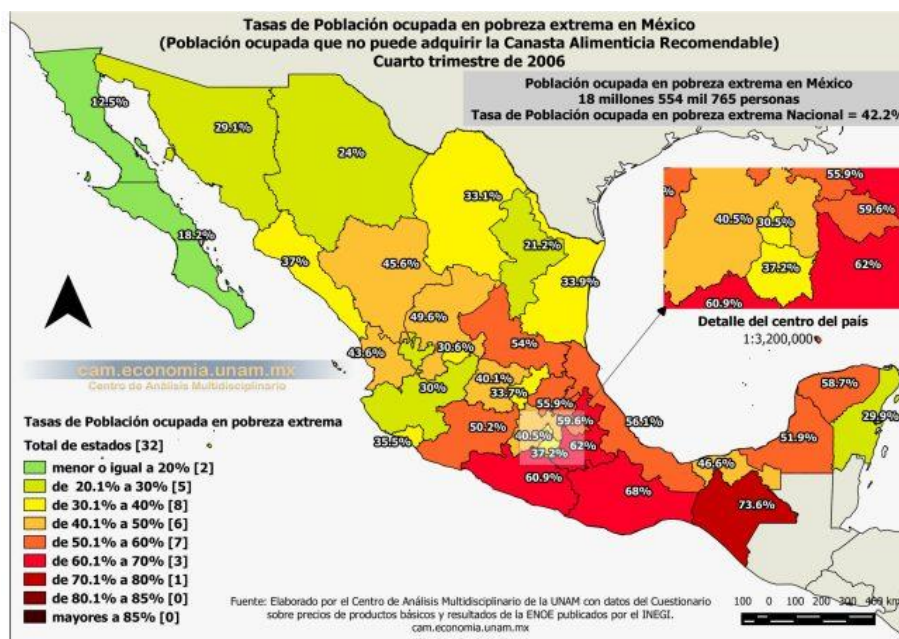 Tasas de Población ocupada en pobreza extrema en México
(Población ocupada que no puede adquirir la Canasta Alimenticia Recomendable)
Cuarto trimestre de 2006
Población ocupada en pobreza extrema en México
18 millones 554 mil 765 personas
Tasa de Población ocupada en pobreza extrema Nacional = 42.2%
12.5%
29.1%
24%
33.1%
55.9%
59.6%
40.5%
30.5%
37.2%
62%
60.9%
18.2%
37%
45.6%
21.2%
33.9%
Detalle del centro del país
1:3,200,000
49.6%
43.6%
30.6%
54%
cam.economia.unam.mx
Centro de Análisis Multidisciplinario
30%
40.1%
33.7%
55.9%
58.7%
29.9%
35.5%
50.2%
40.5%
59.6%
56.1%
51.9%
37.2%
62%
46.6%
60.9%
68%
73.6%
Tasas de Población ocupada en pobreza extrema
Total de estados [32]
menor o igual a 20% [2]
de 20.1% a 30% [5]
de 30.1% a 40% [8]
de 40.1% a 50% [6]
de 50.1% a 60% [7]
de 60.1% a 70% [3]
de 70.1% a 80% [1]
de 80.1% a 85% [0]
mayores a 85% [0]
Fuente: Elaborado por el Centro de Análisis Multidisciplinario de la UNAM con datos del Cuestionario
sobre precios de productos básicos y resultados de la ENOE publicados por el INEGI.
cam.economia.unam.mx
100 0 100 200 300 400 km